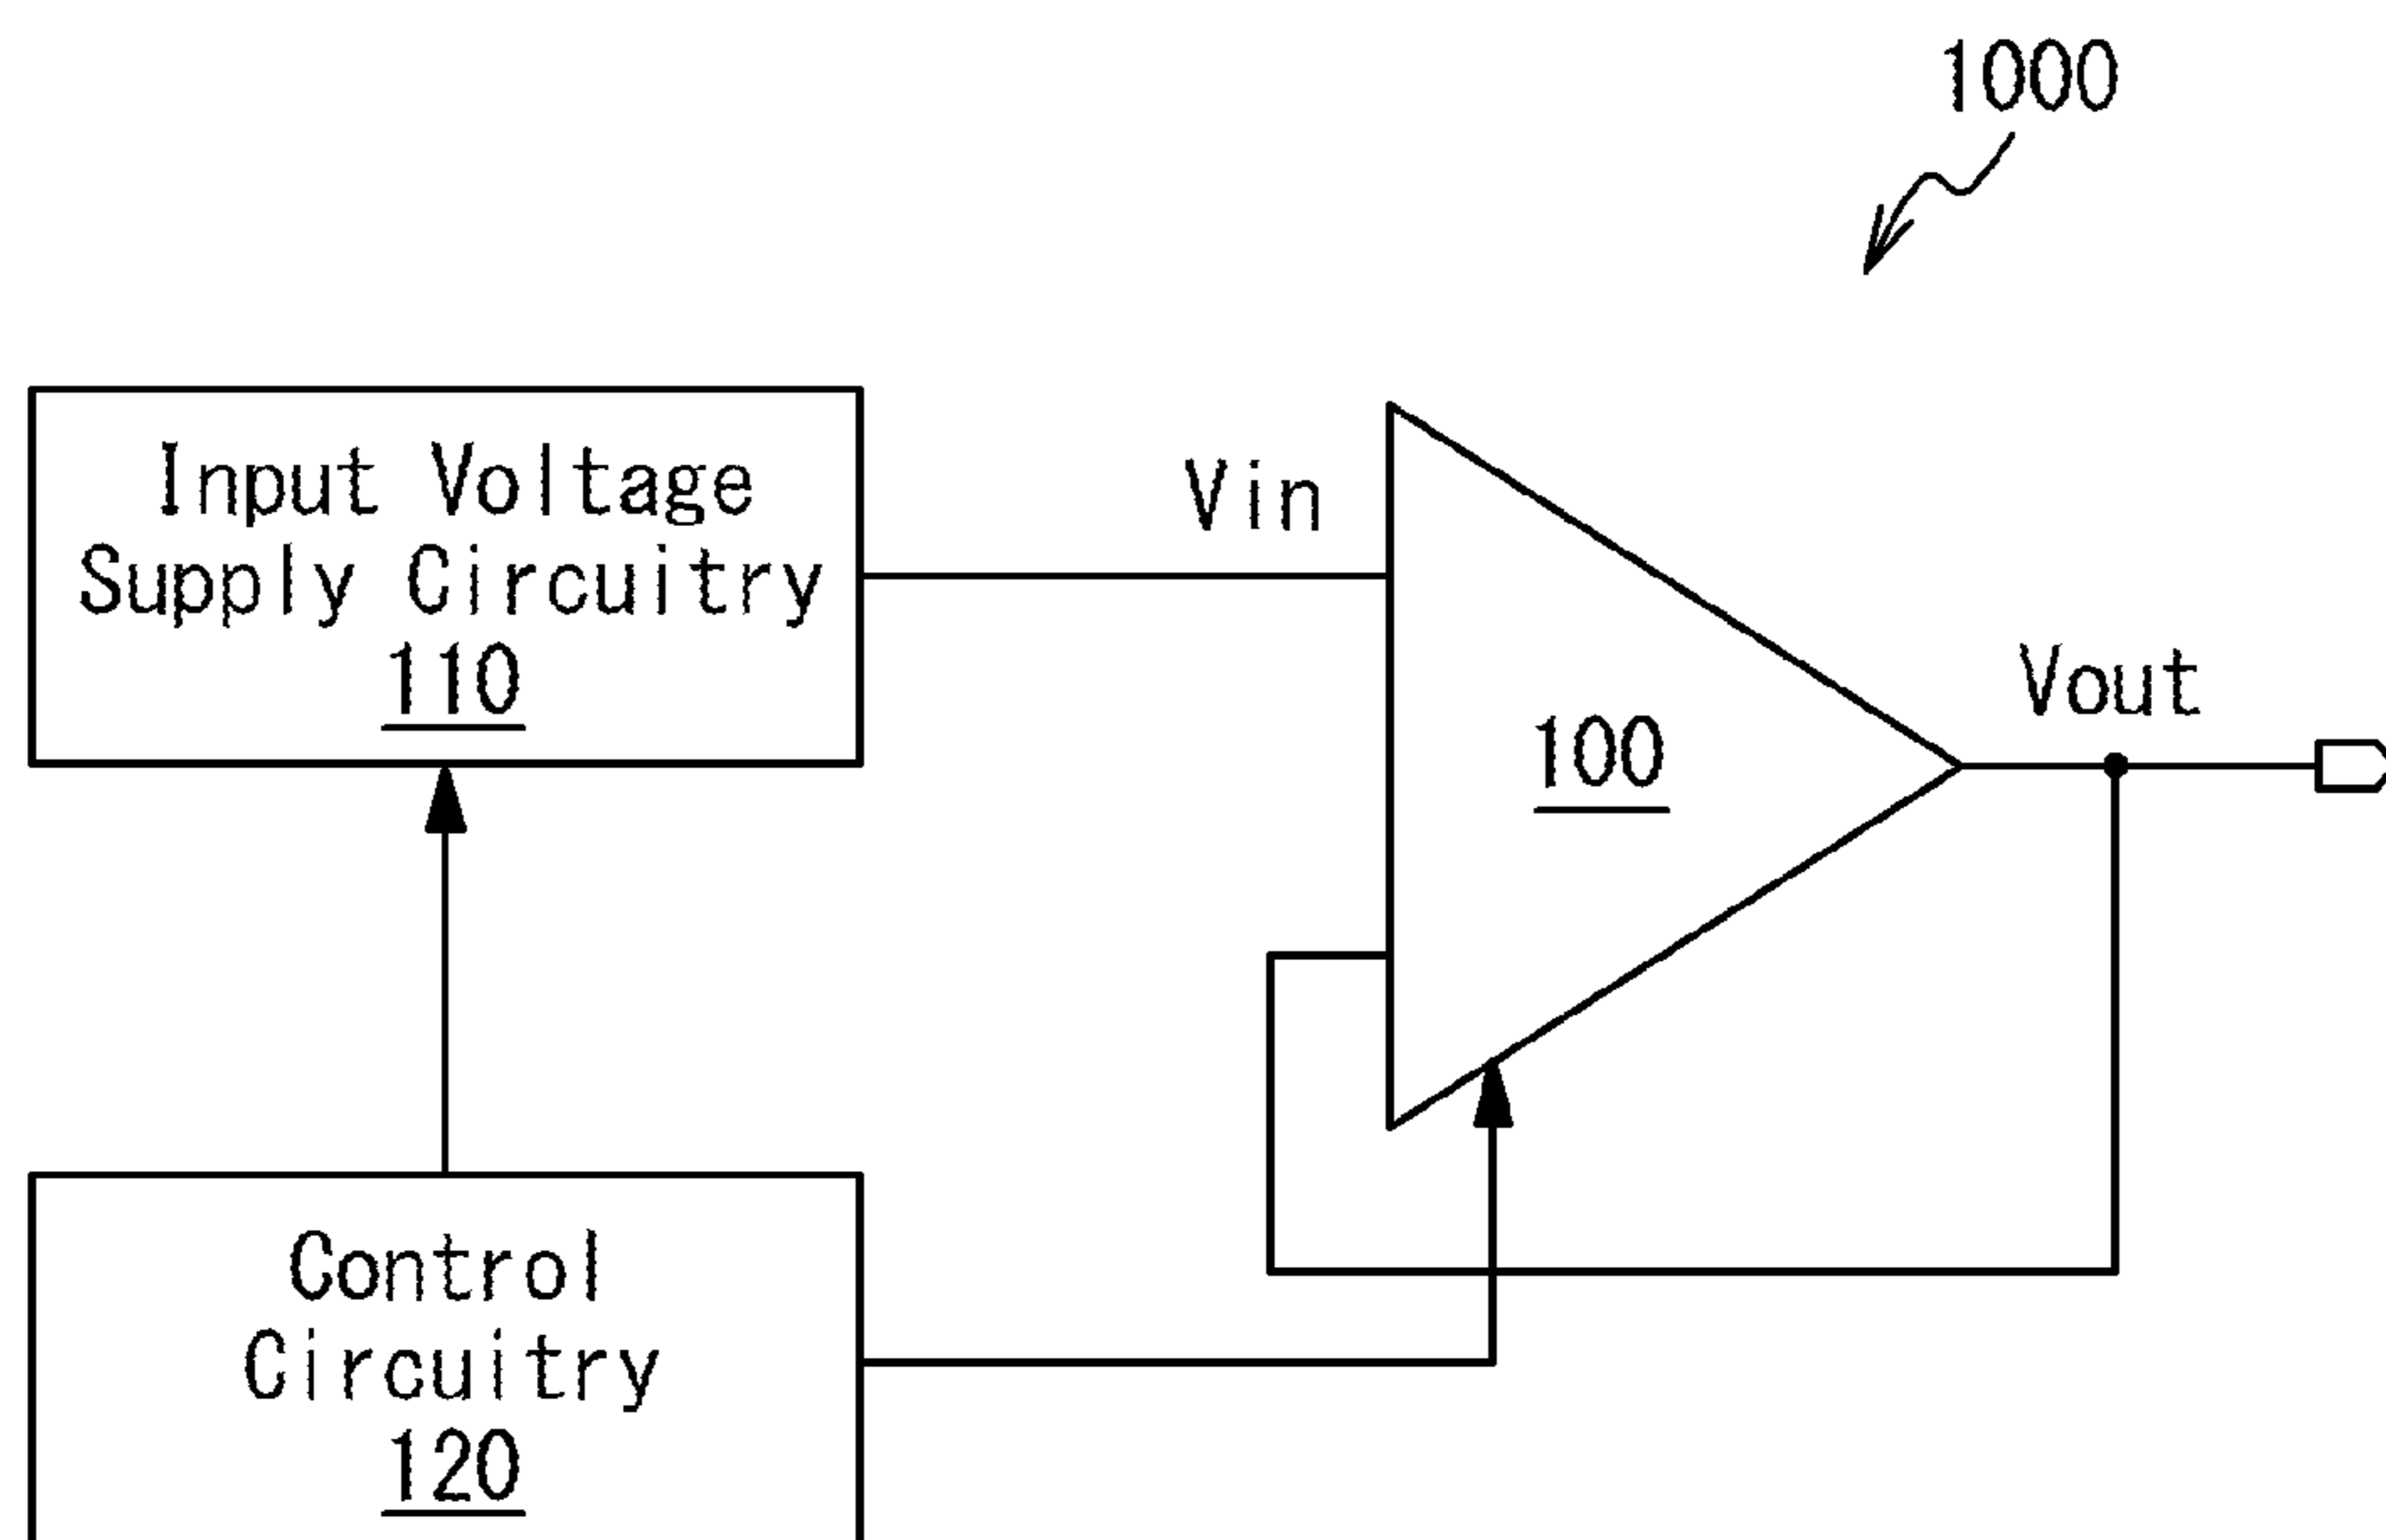 1000
Input Voltage
Supply Circuitry
110
Vin
100
Vout
Control
Circuitry
120